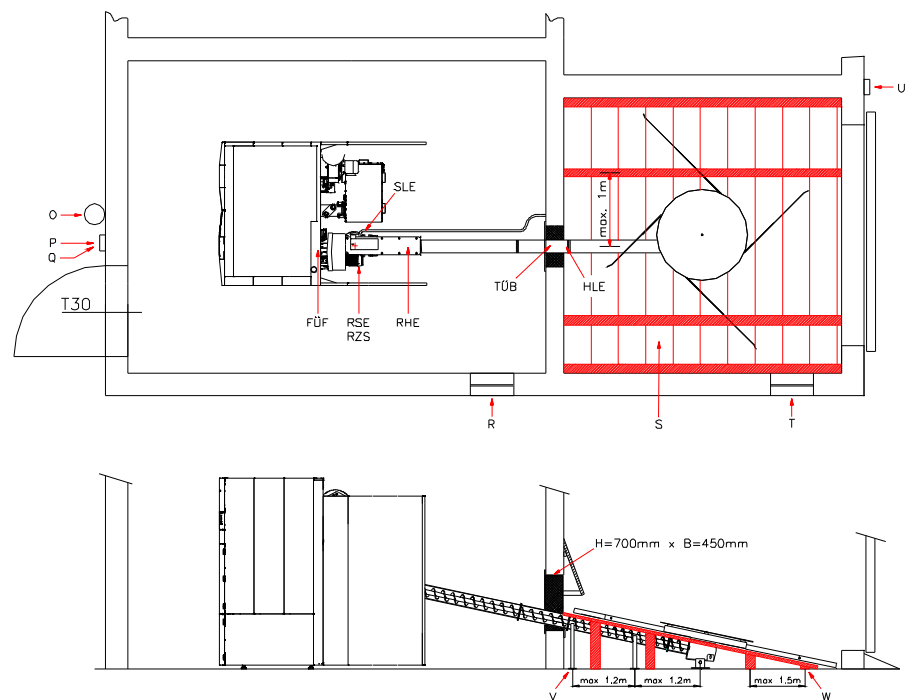 U
SLE
max. 1m
O
P
Q
T30
TÜB
HLE
FÜF
RSE
RHE
RZS
R
S
T
H=700mm x B=450mm
max 1,2m
max 1,2m
max 1,5m
V
W